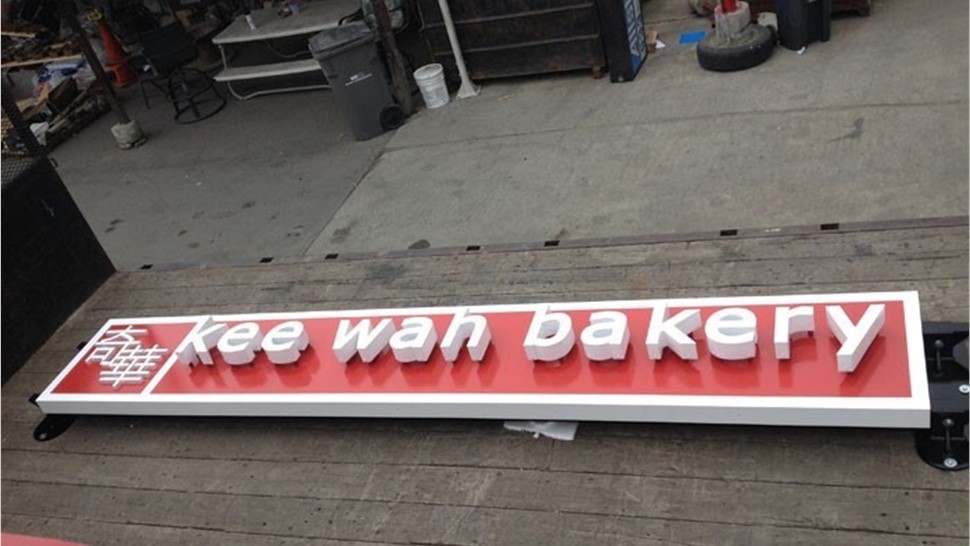 奇華
kee wah bakery